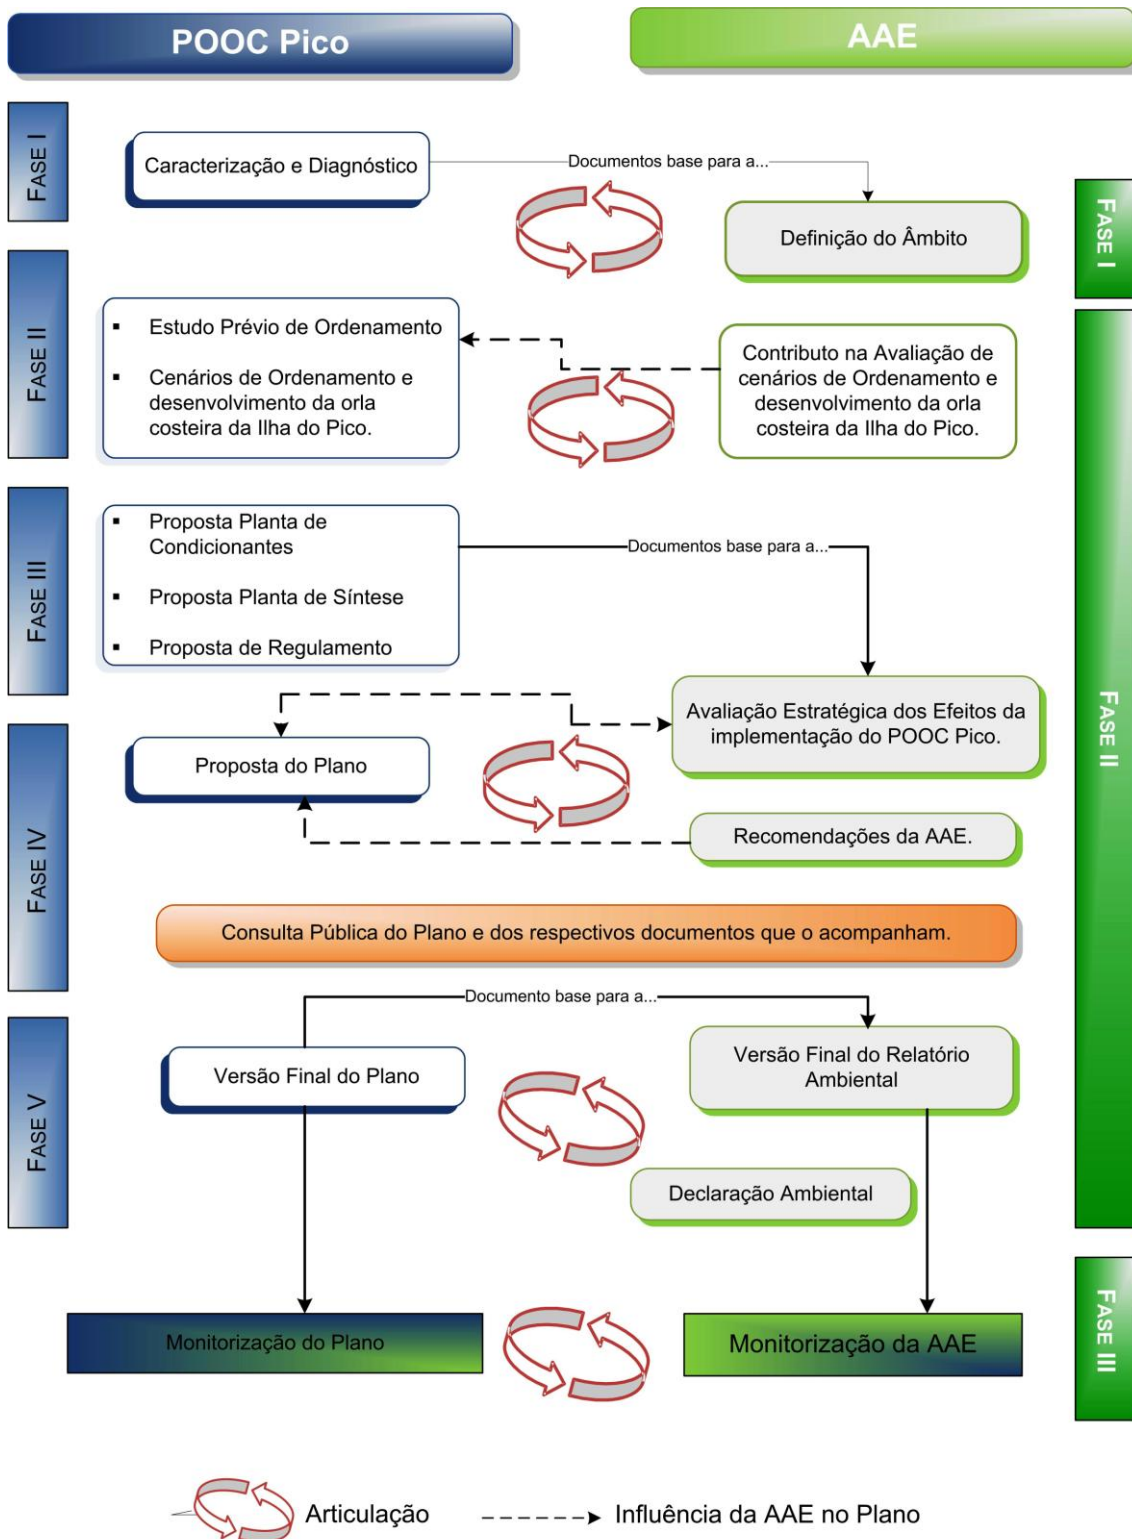 POOC Pico
AAE
FASE I
Caracterização e Diagnóstico
Documentos base para a...
FASE I
Definição do Âmbito
FASE II
▪ Estudo Prévio de Ordenamento
▪ Cenários de Ordenamento e
desenvolvimento da orla
costeira da Ilha do Pico.
Contributo na Avaliação de
cenários de Ordenamento e
desenvolvimento da orla
costeira da Ilha do Pico.
FASE II
FASE III
▪ Proposta Planta de
Condicionantes
▪ Proposta Planta de Síntese
▪ Proposta de Regulamento
Documentos base para a...
Avaliação Estratégica dos Efeitos da
implementação do POOC Pico.
FASE IV
Proposta do Plano
Recomendações da AAE.
Consulta Pública do Plano e dos respectivos documentos que o acompanham.
Documento base para a...
FASE V
Versão Final do Plano
Versão Final do Relatório
Ambiental
Declaração Ambiental
FASE III
Monitorização do Plano
Monitorização da AAE
Articulação
Influência da AAE no Plano